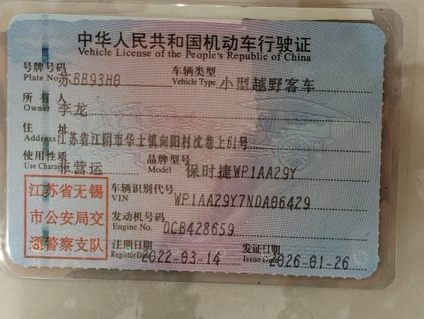 中华人民共和国机动车行驶证
Vehicle License of the People's Republic of China
号牌号码 Plate No. 苏BB93H0 车辆类型 Vehicle Type 小型越野客车
所有人 Owner 李龙
住址 Address 江苏省江阴市华士镇向阳村沈巷上61号
使用性质 Use Character 非营运 品牌型号 Model 保时捷WP1AA29Y
江苏省无锡市公安局交通警察支队
车辆识别代号 VIN WP1AA29Y7NDA06429
发动机号码 Engine No. DCB428659
注册日期 Register Date 2022-03-14 发证日期 Issue Date 2026-01-26